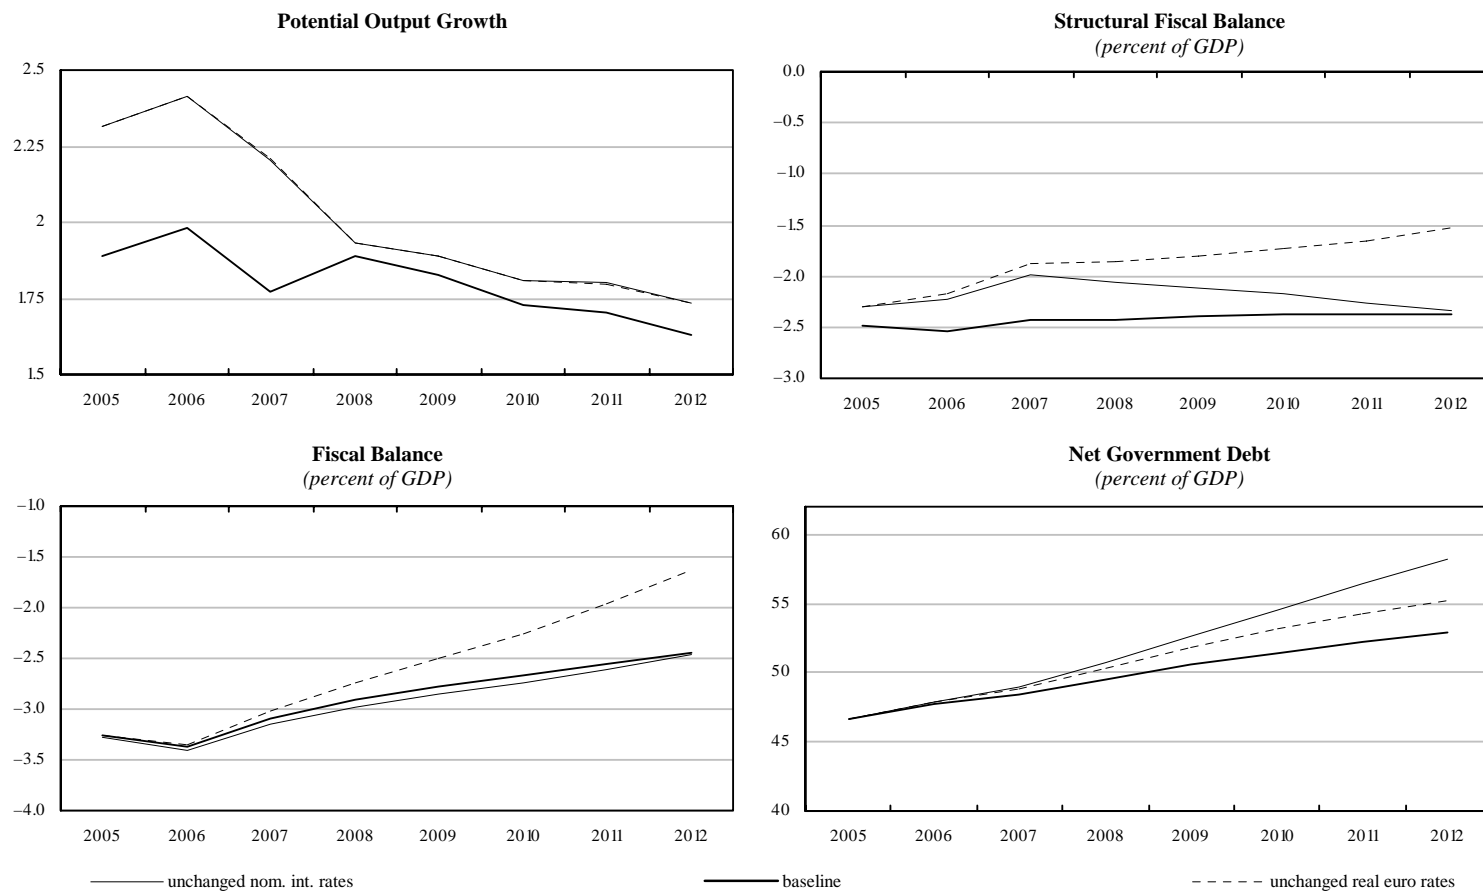 Potential Output Growth
2.5
2.25
2
1.75
1.5
2005 2006 2007 2008 2009 2010 2011 2012
Structural Fiscal Balance
(percent of GDP)
0.0
–0.5
–1.0
–1.5
–2.0
–2.5
–3.0
2005 2006 2007 2008 2009 2010 2011 2012
Fiscal Balance
(percent of GDP)
–1.0
–1.5
–2.0
–2.5
–3.0
–3.5
–4.0
2005 2006 2007 2008 2009 2010 2011 2012
Net Government Debt
(percent of GDP)
60
55
50
45
40
2005 2006 2007 2008 2009 2010 2011 2012
unchanged nom. int. rates baseline unchanged real euro rates